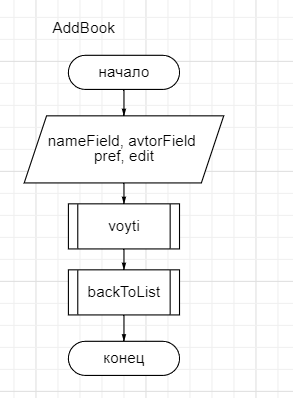 AddBook
начало
nameField, avtorField
pref, edit
voyti
backToList
конец